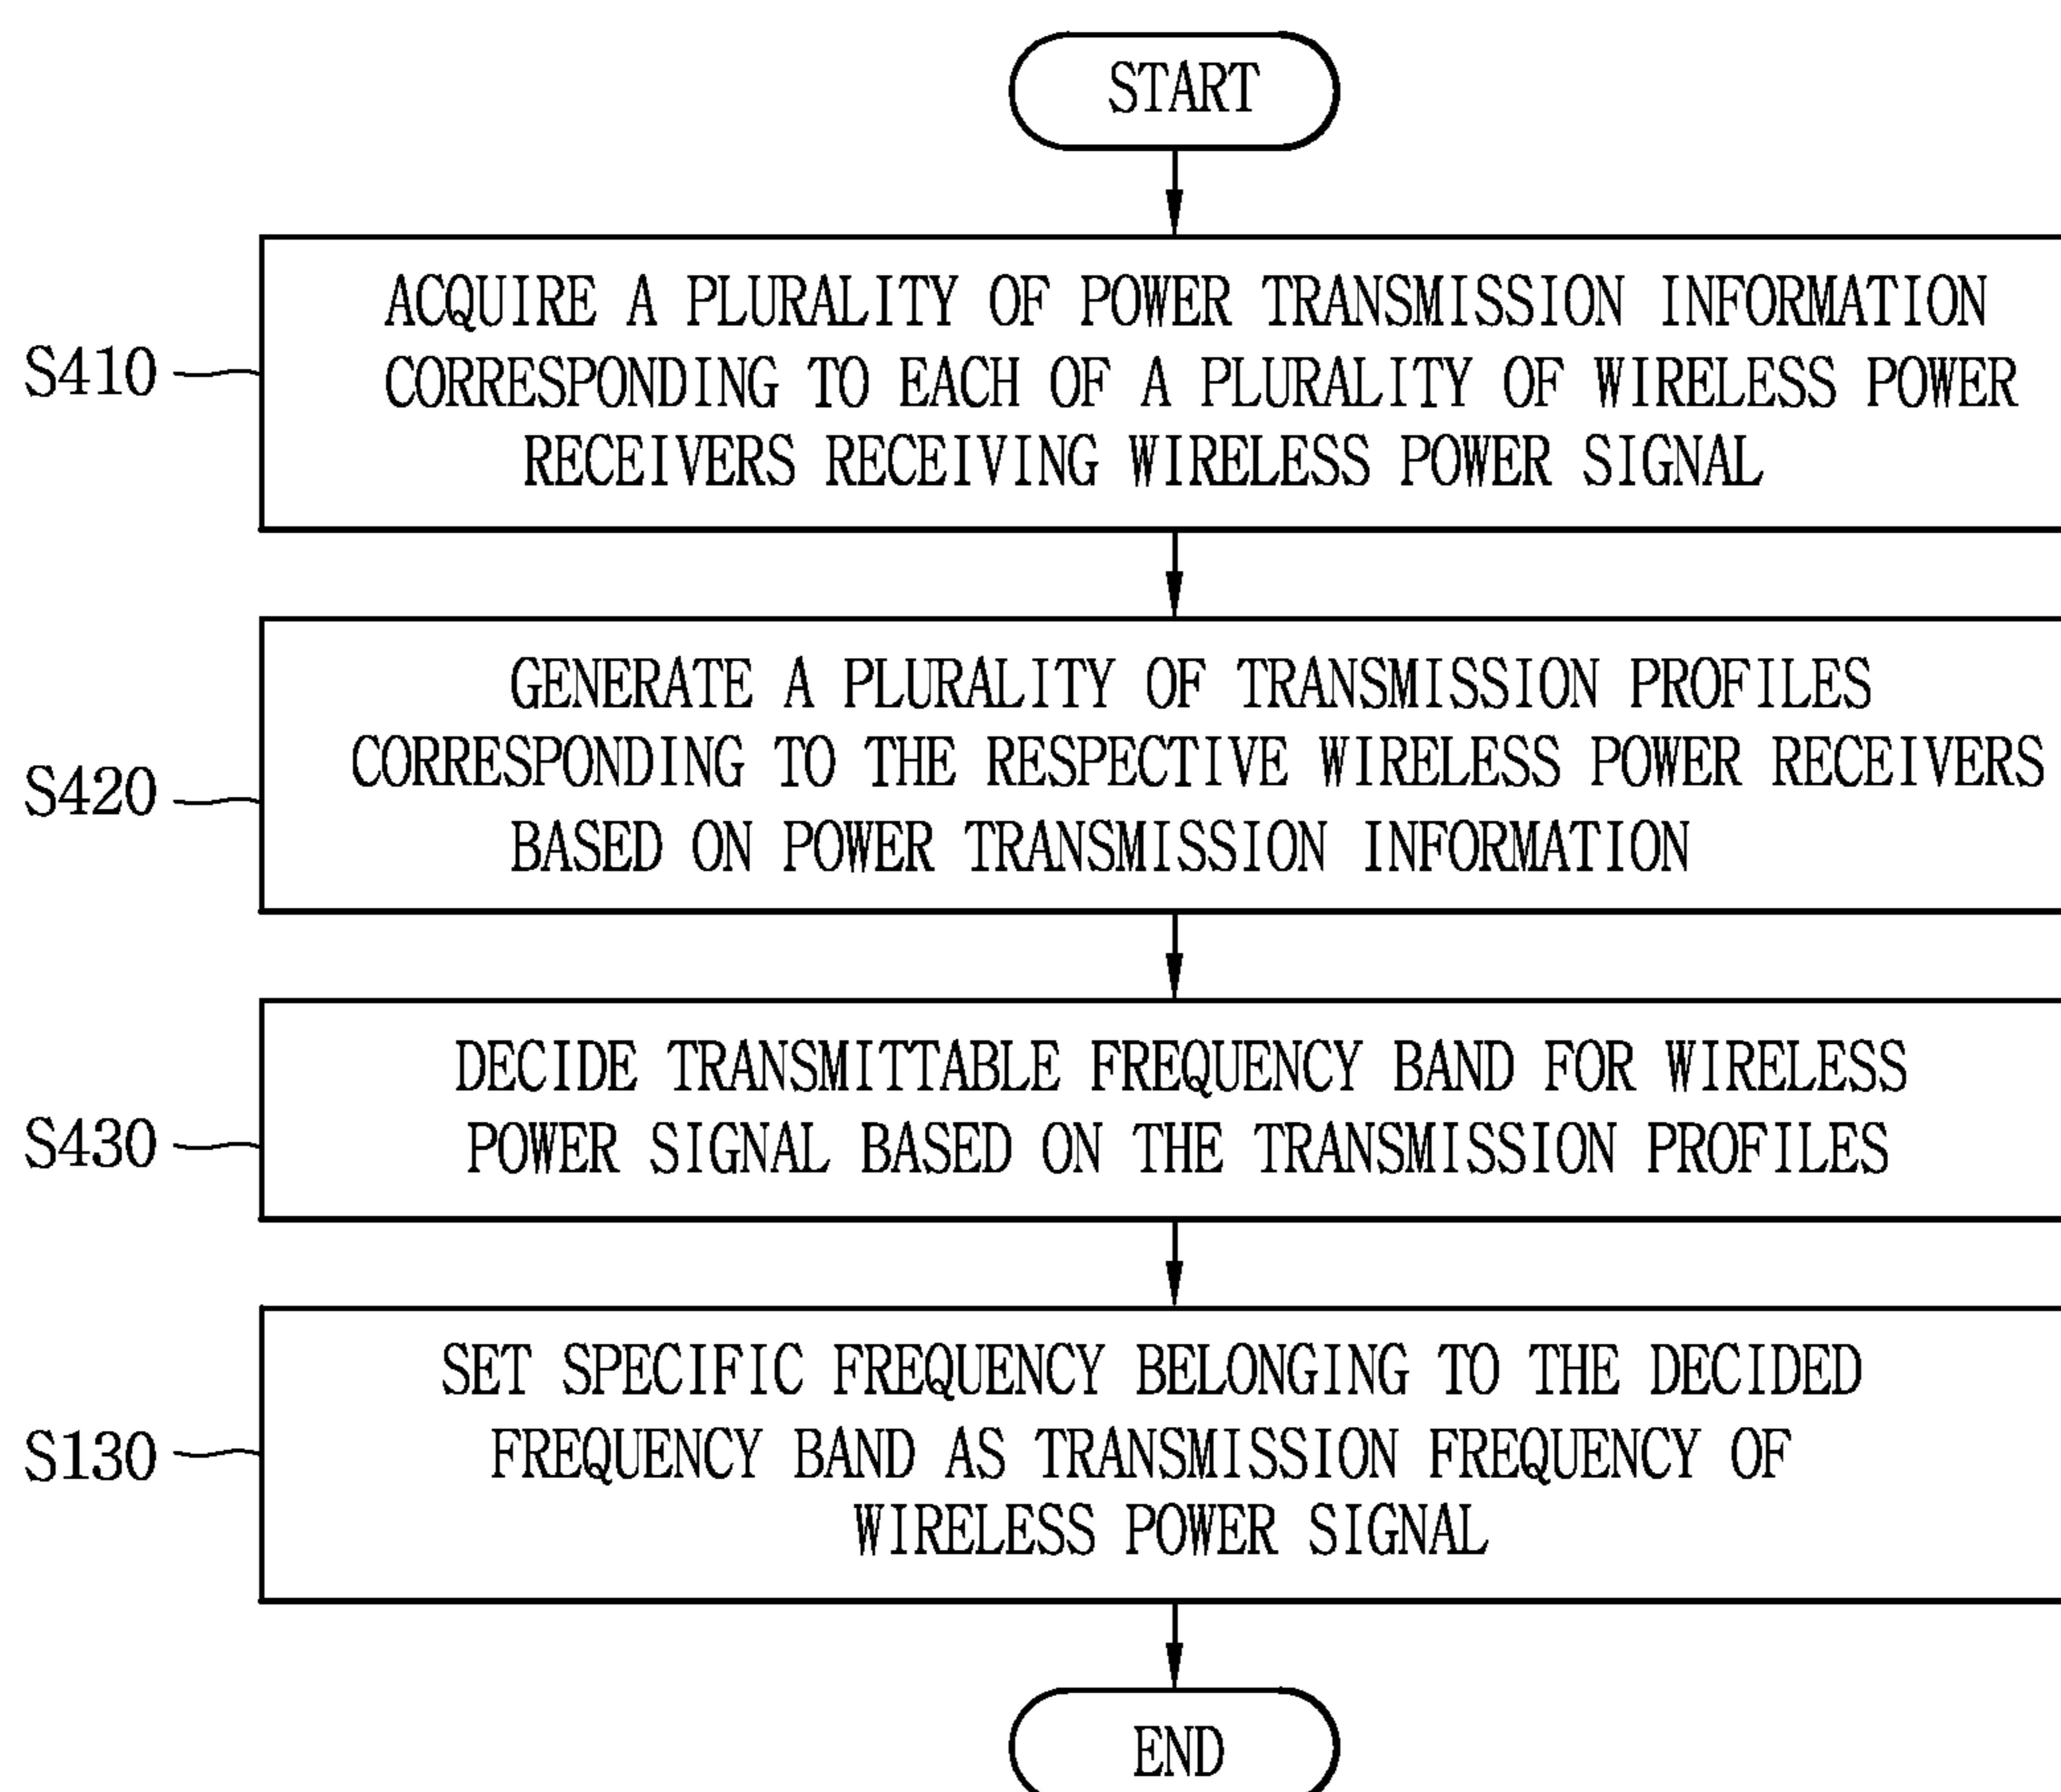 START
ACQUIRE A PLURALITY OF POWER TRANSMISSION INFORMATION
S410
CORRESPONDING TO EACH OF A PLURALITY OF WIRELESS POWER
RECEIVERS RECEIVING WIRELESS POWER SIGNAL
GENERATE A PLURALITY OF TRANSMISSION PROFILES
S420
CORRESPONDING TO THE RESPECTIVE WIRELESS POWER RECEIVERS
BASED ON POWER TRANSMISSION INFORMATION
DECIDE TRANSMITTABLE FREQUENCY BAND FOR WIRELESS
S430
POWER SIGNAL BASED ON THE TRANSMISSION PROFILES
SET SPECIFIC FREQUENCY BELONGING TO THE DECIDED
S130
FREQUENCY BAND AS TRANSMISSION FREQUENCY OF
WIRELESS POWER SIGNAL
END